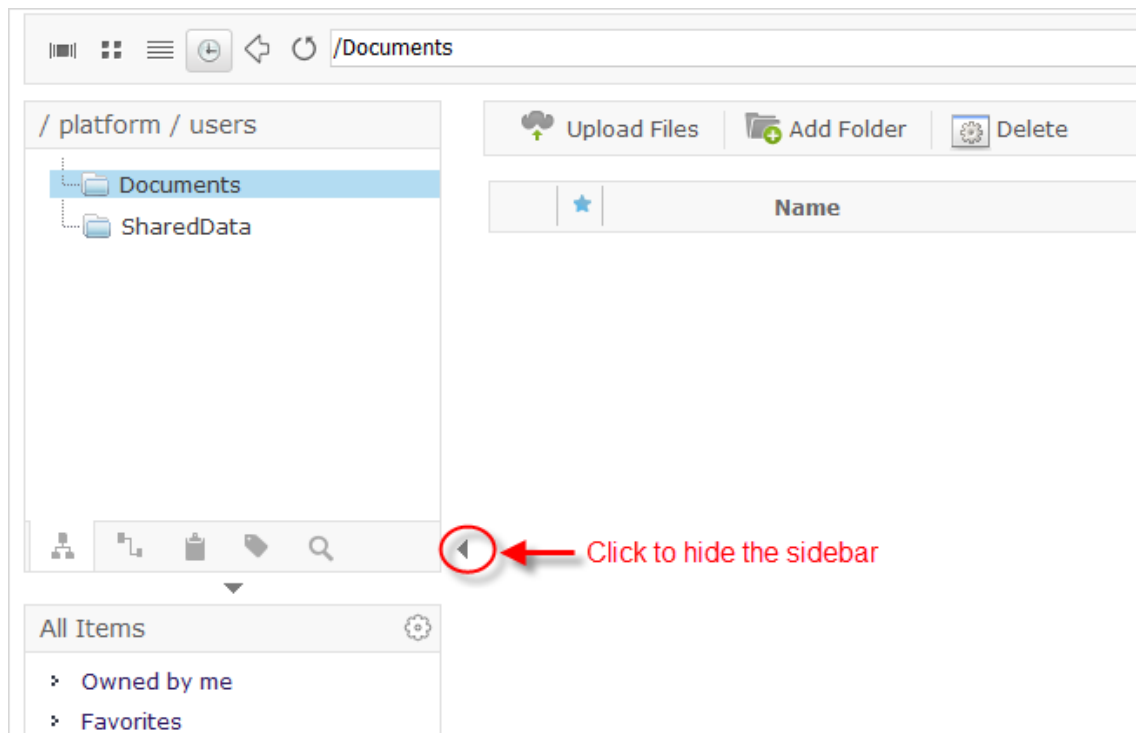 /Documents
/ platform / users
Upload Files
Add Folder
Delete
Documents
SharedData
Name
Click to hide the sidebar
All Items
Owned by me
Favorites